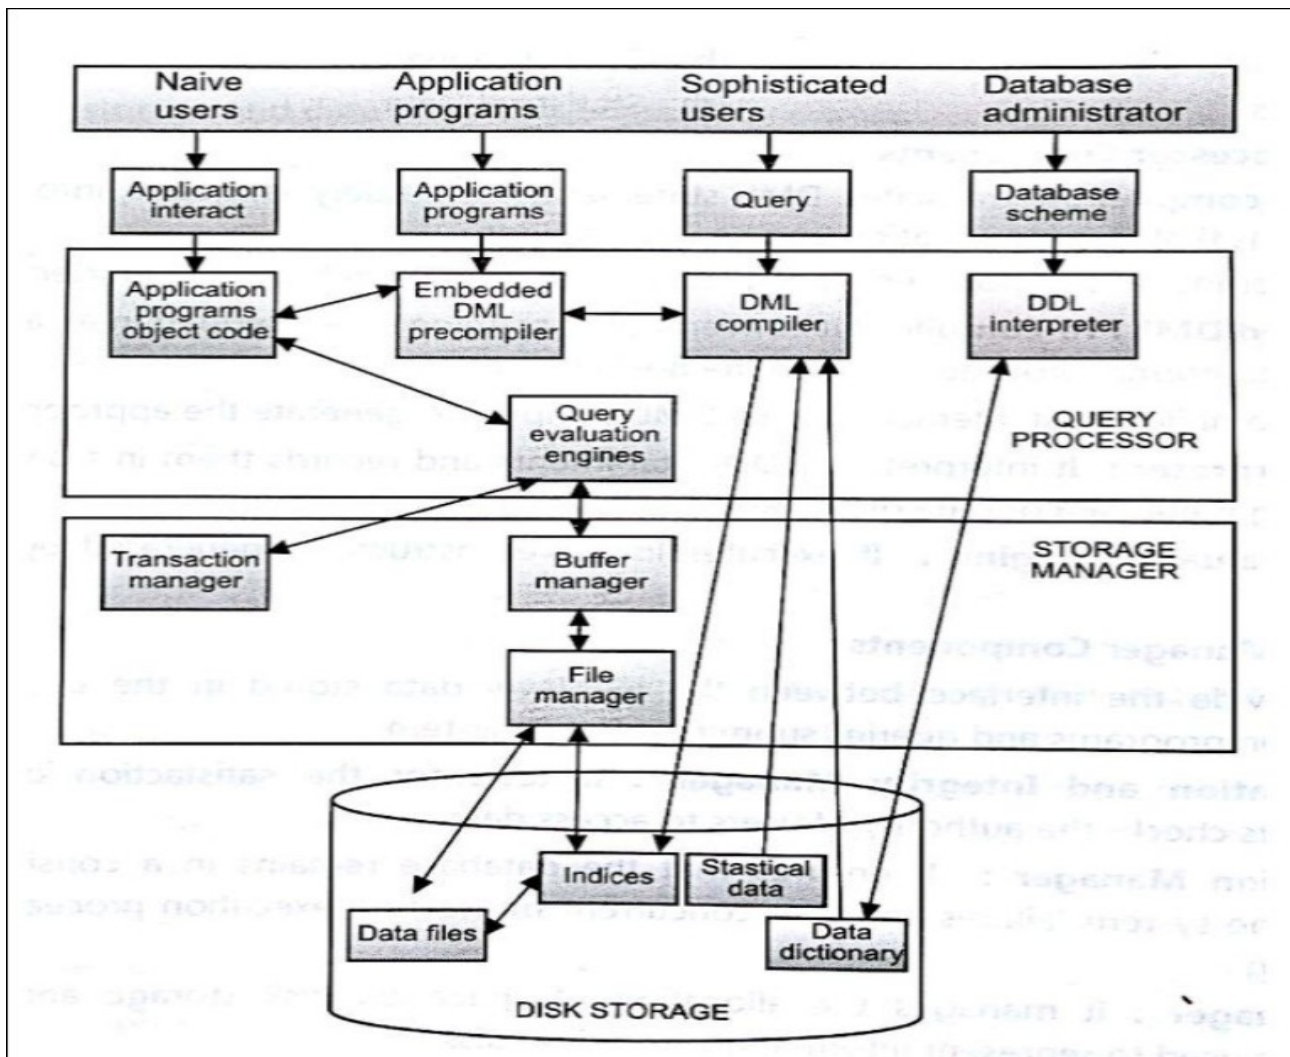 Naive
users
Application
programs
Sophisticated
users
Database
administrator
Application
interact
Application
programs
Query
Database
scheme
Application
programs
object code
Embedded
DML
precompiler
DML
compiler
DDL
interpreter
Query
evaluation
engines
QUERY
PROCESSOR
Transaction
manager
Buffer
manager
STORAGE
MANAGER
File
manager
Indices
Stastical
data
Data files
Data
dictionary
DISK STORAGE